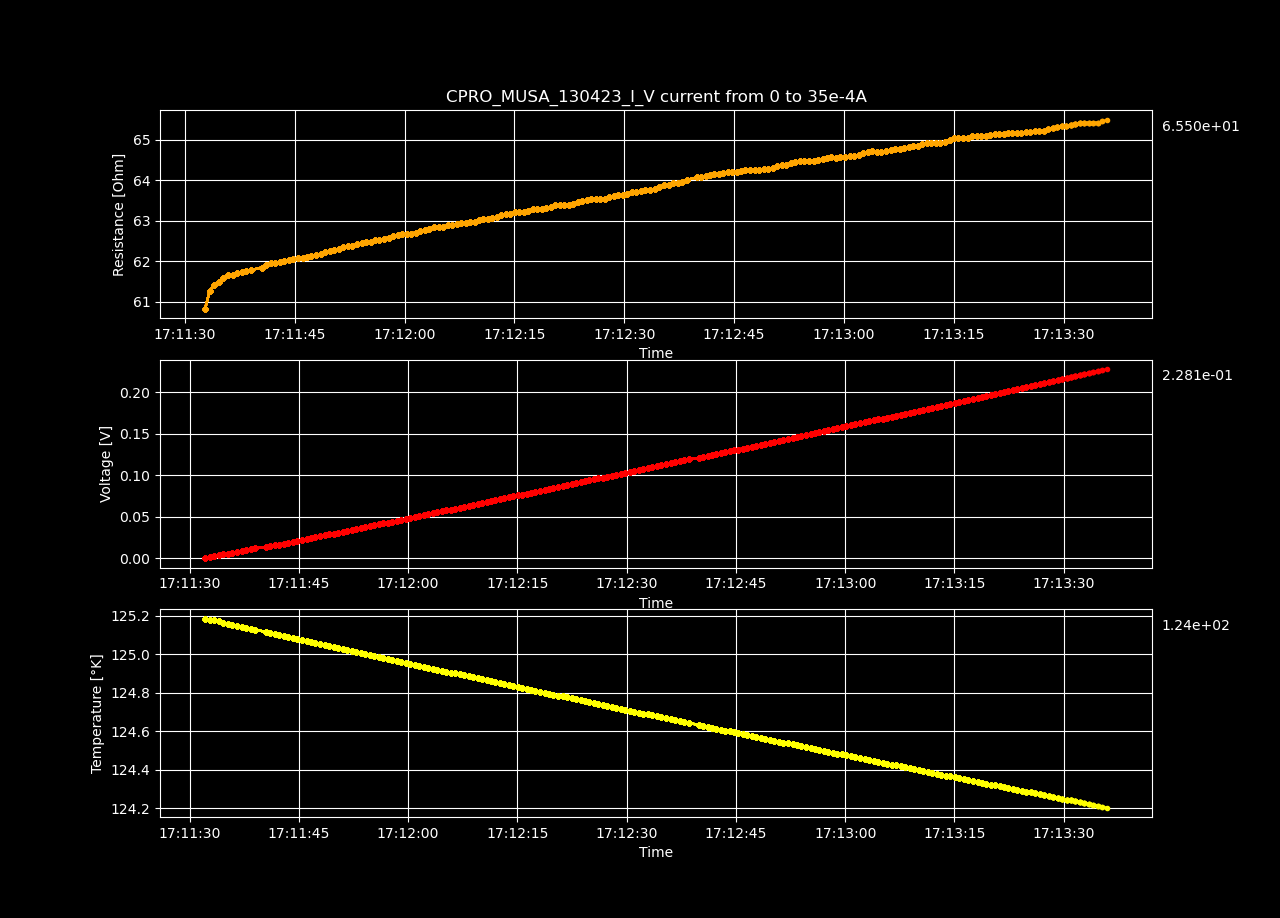 CPRO_MUSA_130423_I_V current from 0 to 35e-4A
6.550e+01
Resistance [Ohm]
65
64
63
62
61
17:11:30 17:11:45 17:12:00 17:12:15 17:12:30 17:12:45 17:13:00 17:13:15 17:13:30
Time
2.281e-01
Voltage [V]
0.20
0.15
0.10
0.05
0.00
17:11:30 17:11:45 17:12:00 17:12:15 17:12:30 17:12:45 17:13:00 17:13:15 17:13:30
Time
1.24e+02
Temperature [°K]
125.2
125.0
124.8
124.6
124.4
124.2
17:11:30 17:11:45 17:12:00 17:12:15 17:12:30 17:12:45 17:13:00 17:13:15 17:13:30
Time